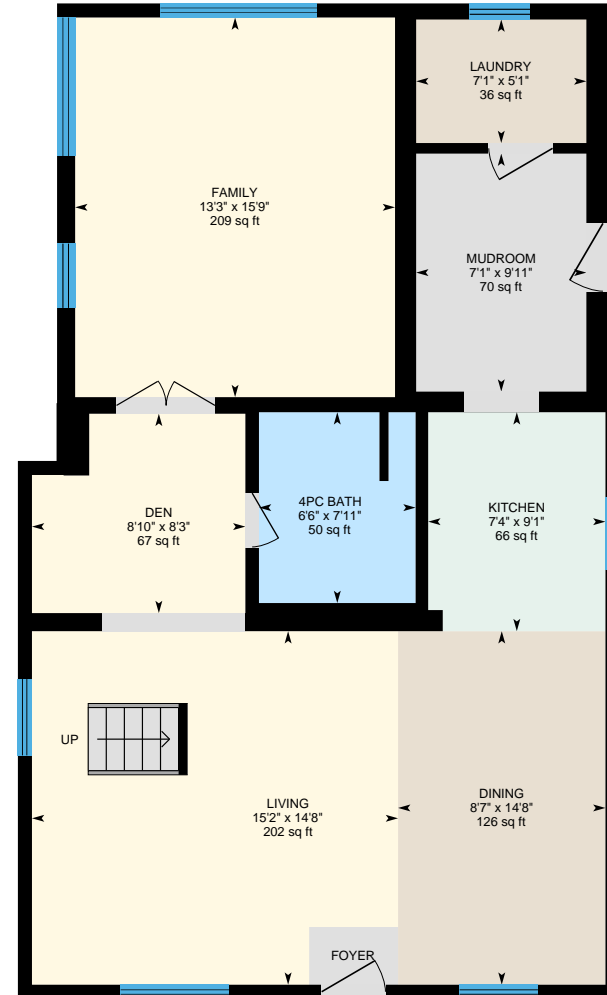 LAUNDRY
7'1" x 5'1"
36 sq ft
FAMILY
13'3" x 15'9"
209 sq ft
MUDROOM
7'1" x 9'11"
70 sq ft
DEN
8'10" x 8'3"
67 sq ft
4PC BATH
6'6" x 7'11"
50 sq ft
KITCHEN
7'4" x 9'1"
66 sq ft
UP
LIVING
15'2" x 14'8"
202 sq ft
DINING
8'7" x 14'8"
126 sq ft
FOYER